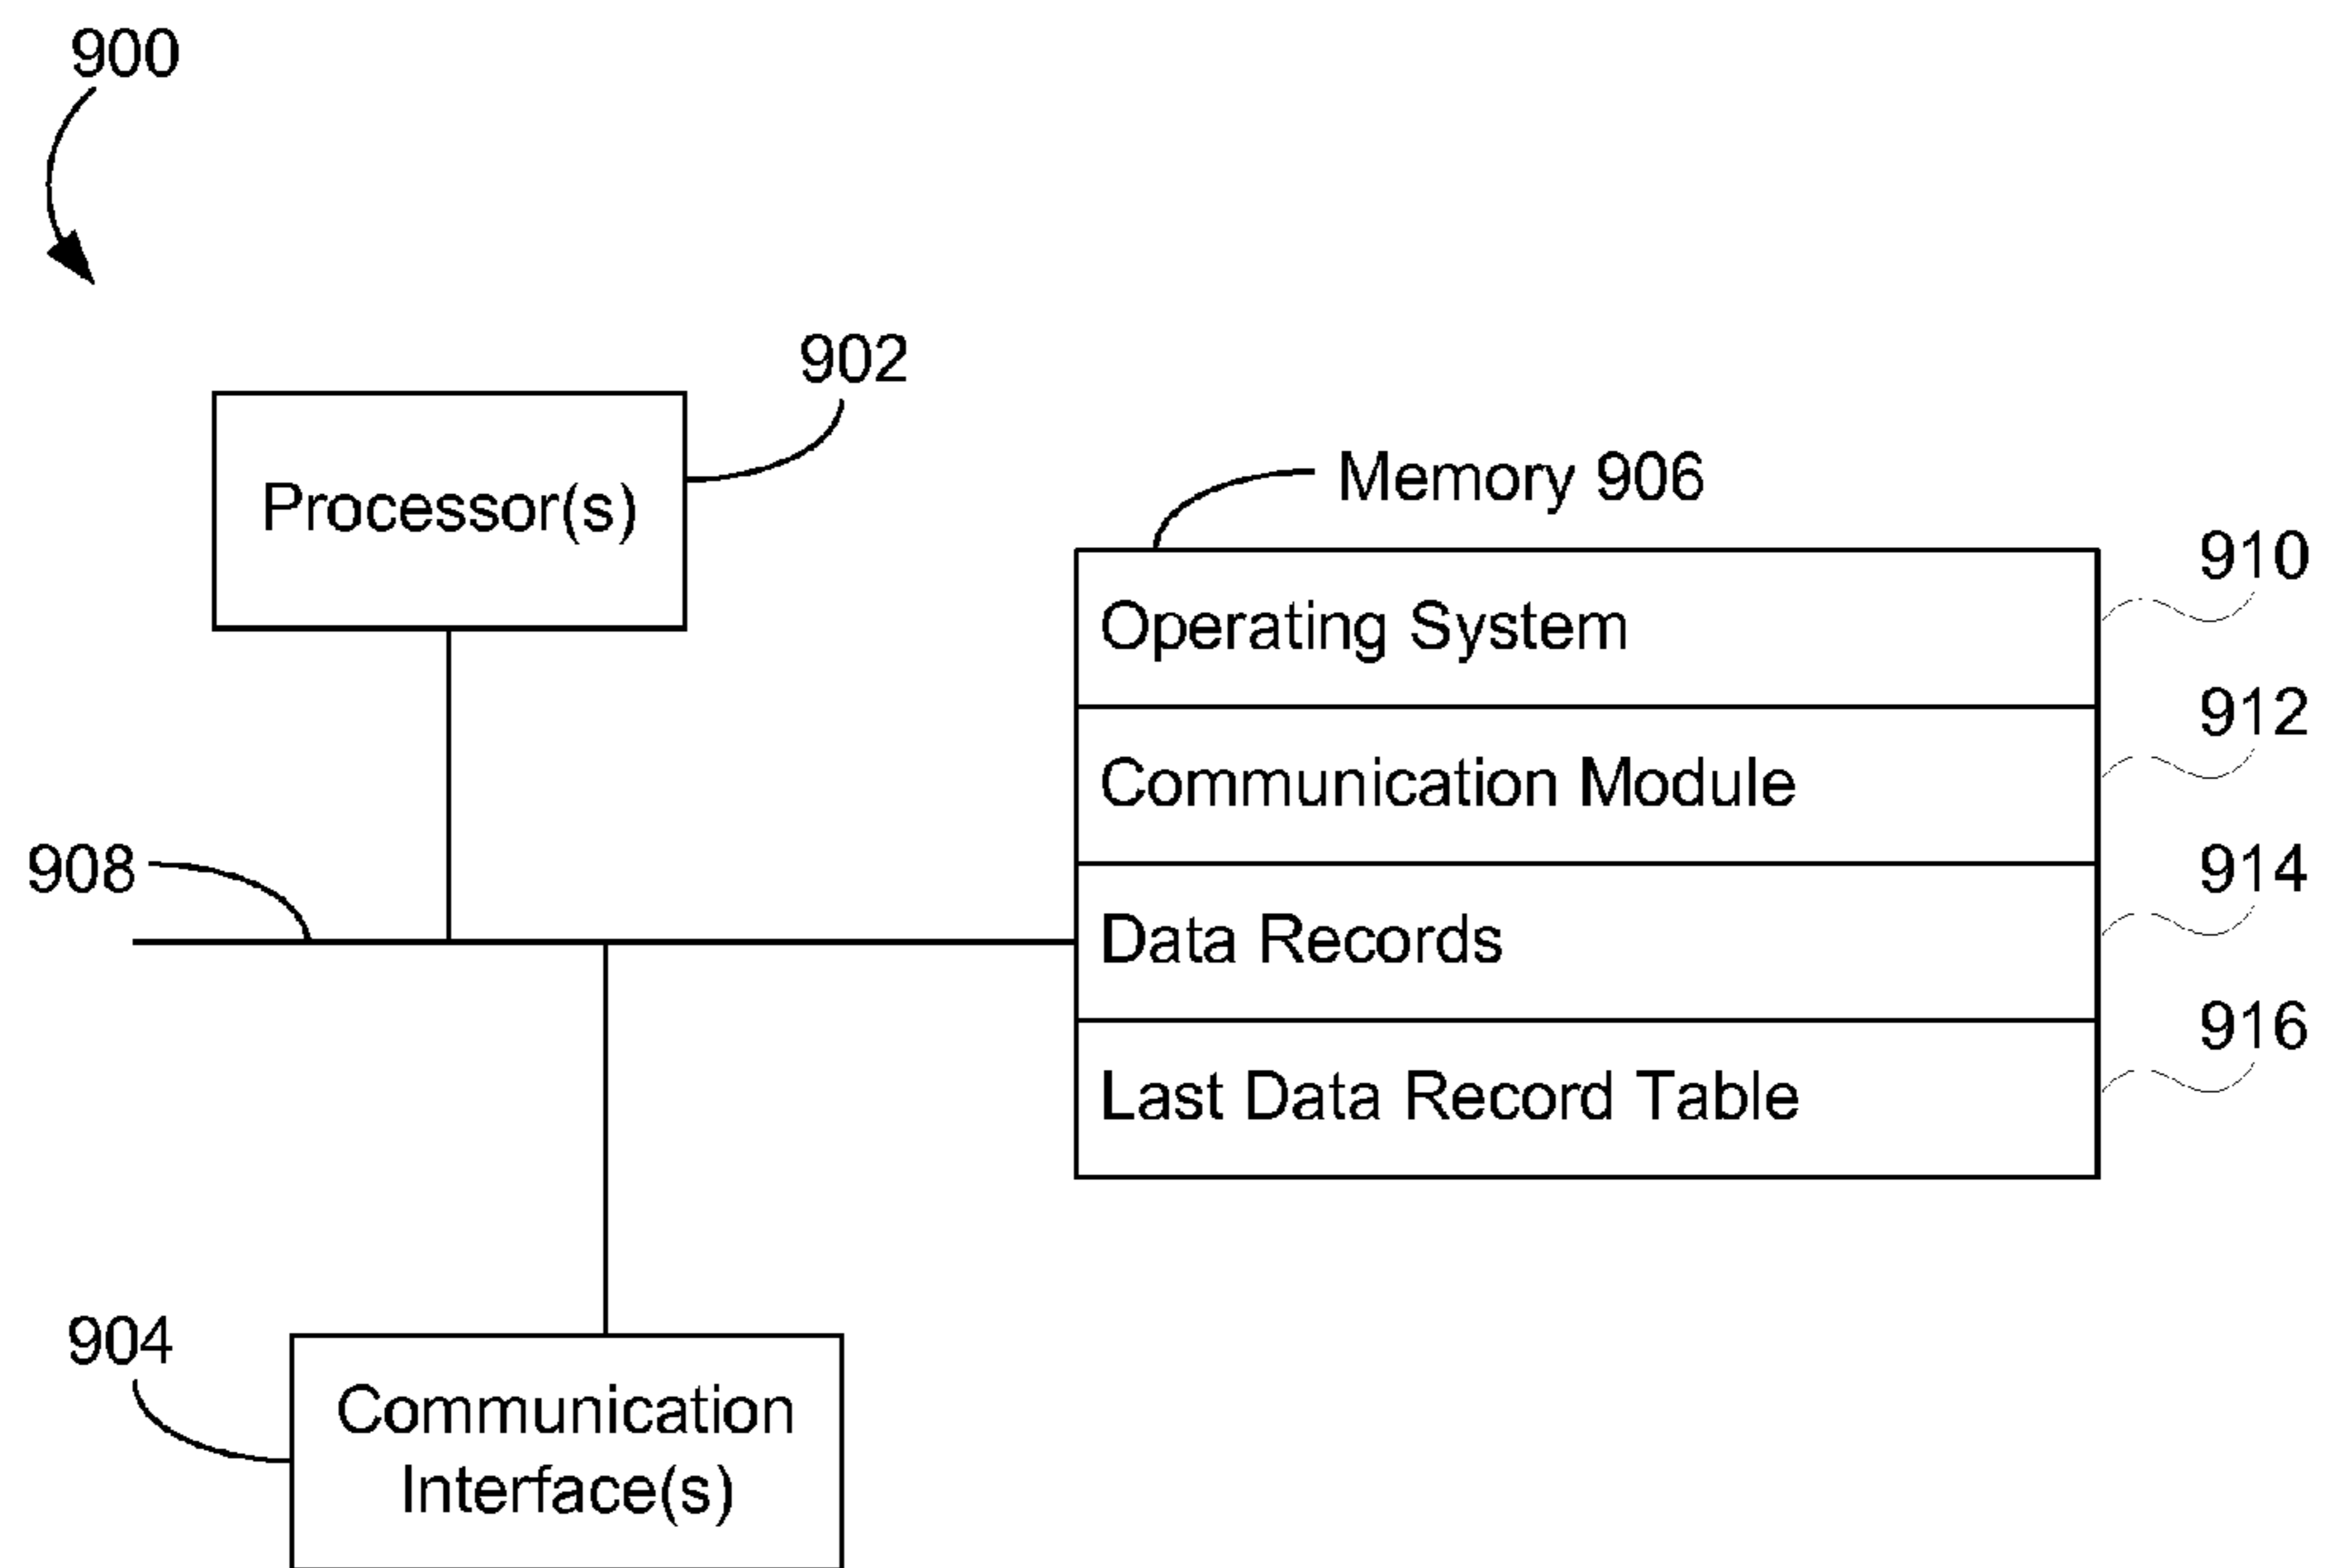 900
902
Processor(s)
Memory 906
910
Operating System
912
Communication Module
908
914
Data Records
916
Last Data Record Table
904
Communication
Interface(s)